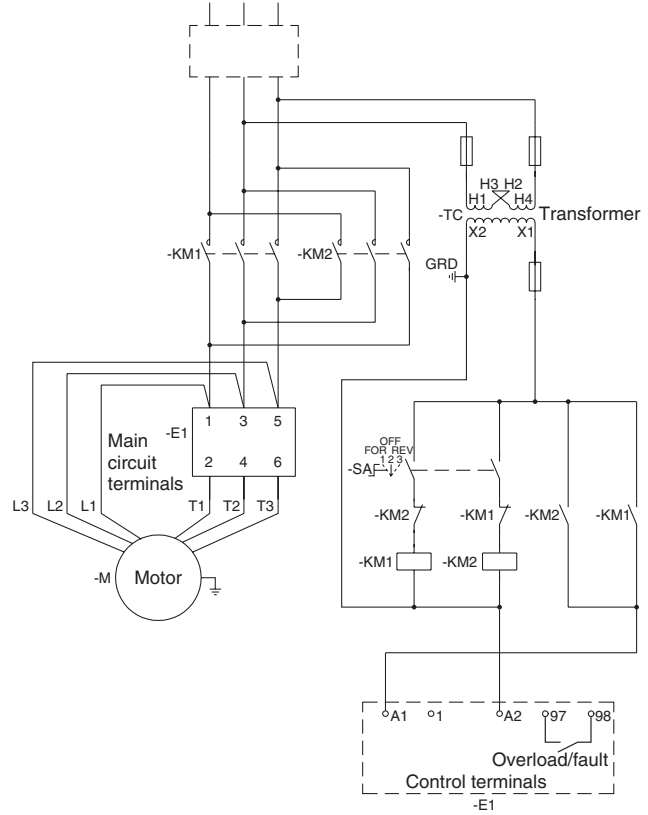 H3 H2
H1 H4
-TC Transformer
X2 X1
-KM1 -KM2
GRD
1 3 5
-E1
2 4 6
Main
circuit
terminals
OFF
FOR REV
1 2 3
-SA
L3 L2 L1 T1 T2 T3
-KM2 -KM1 -KM2 -KM1
-KM1 -KM2
-M Motor
A1 1 A2 97 98
Overload/fault
Control terminals
-E1